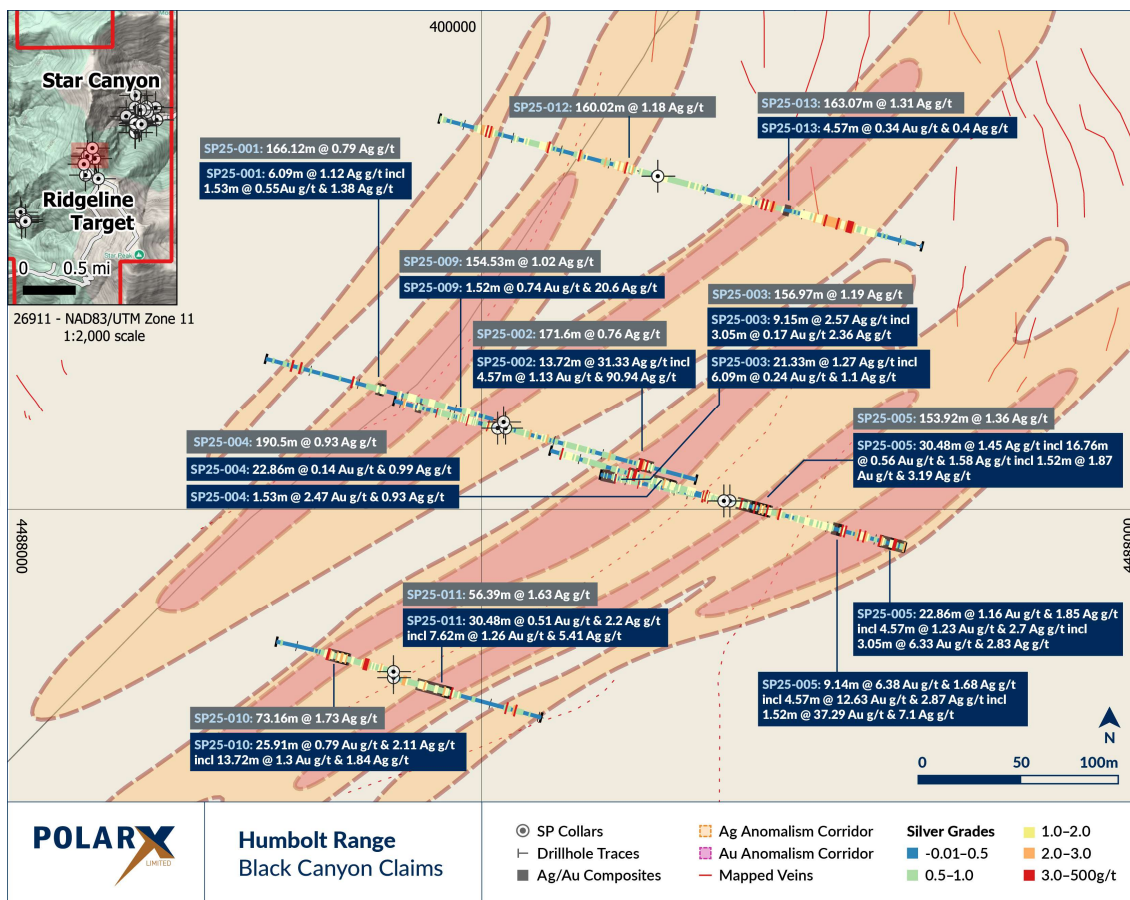 400000
Star Canyon
Ridgeline
Target
Star Peak
0 0.5 mi
26911 - NAD83/UTM Zone 11
1:2,000 scale
SP25-012: 160.02m @ 1.18 Ag g/t
SP25-013: 163.07m @ 1.31 Ag g/t
SP25-013: 4.57m @ 0.34 Au g/t & 0.4 Ag g/t
SP25-001: 166.12m @ 0.79 Ag g/t
SP25-001: 6.09m @ 1.12 Ag g/t incl
1.53m @ 0.55Au g/t & 1.38 Ag g/t
SP25-009: 154.53m @ 1.02 Ag g/t
SP25-009: 1.52m @ 0.74 Au g/t & 20.6 Ag g/t
SP25-003: 156.97m @ 1.19 Ag g/t
SP25-003: 9.15m @ 2.57 Ag g/t incl
3.05m @ 0.17 Au g/t 2.36 Ag g/t
SP25-003: 21.33m @ 1.27 Ag g/t incl
6.09m @ 0.24 Au g/t & 1.1 Ag g/t
SP25-002: 171.6m @ 0.76 Ag g/t
SP25-002: 13.72m @ 31.33 Ag g/t incl
4.57m @ 1.13 Au g/t & 90.94 Ag g/t
SP25-004: 190.5m @ 0.93 Ag g/t
SP25-004: 22.86m @ 0.14 Au g/t & 0.99 Ag g/t
SP25-004: 1.53m @ 2.47 Au g/t & 0.93 Ag g/t
SP25-005: 153.92m @ 1.36 Ag g/t
SP25-005: 30.48m @ 1.45 Ag g/t incl 16.76m
@ 0.56 Au g/t & 1.58 Ag g/t incl 1.52m @ 1.87
Au g/t & 3.19 Ag g/t
4488000
4488000
SP25-011: 56.39m @ 1.63 Ag g/t
SP25-011: 30.48m @ 0.51 Au g/t & 2.2 Ag g/t
incl 7.62m @ 1.26 Au g/t & 5.41 Ag g/t
SP25-005: 22.86m @ 1.16 Au g/t & 1.85 Ag g/t
incl 4.57m @ 1.23 Au g/t & 2.7 Ag g/t incl
3.05m @ 6.33 Au g/t & 2.83 Ag g/t
SP25-005: 9.14m @ 6.38 Au g/t & 1.68 Ag g/t
incl 4.57m @ 12.63 Au g/t & 2.87 Ag g/t incl
1.52m @ 37.29 Au g/t & 7.1 Ag g/t
SP25-010: 73.16m @ 1.73 Ag g/t
SP25-010: 25.91m @ 0.79 Au g/t & 2.11 Ag g/t
incl 13.72m @ 1.3 Au g/t & 1.84 Ag g/t
N
0 50 100m
POLARX
LIMITED
Humbolt Range
Black Canyon Claims
SP Collars
Drillhole Traces
Ag/Au Composites
Ag Anomalism Corridor
Au Anomalism Corridor
Mapped Veins
Silver Grades
-0.01–0.5
0.5–1.0
1.0–2.0
2.0–3.0
3.0–500g/t